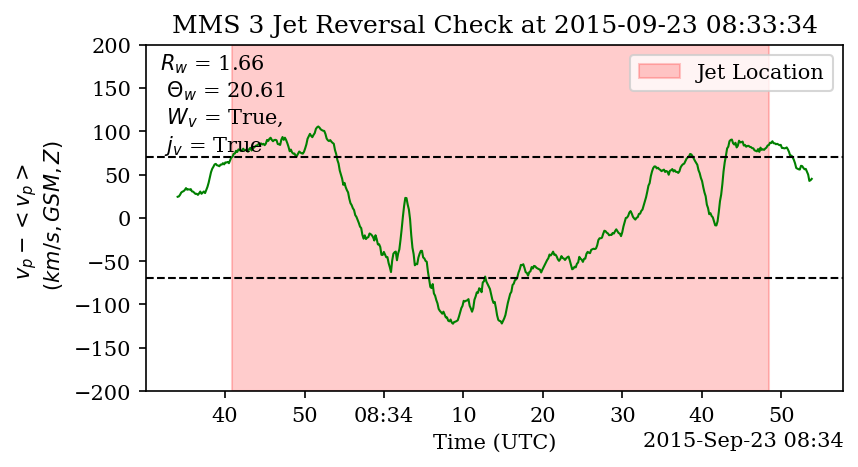 MMS 3 Jet Reversal Check at 2015-09-23 08:33:34
R_w = 1.66
Θ_w = 20.61
W_v = True,
j_v = True
Jet Location
v_p − < v_p >
(km/s, GSM, Z)
200
150
100
50
0
−50
−100
−150
−200
40 50 08:34 10 20 30 40 50
Time (UTC)
2015-Sep-23 08:34